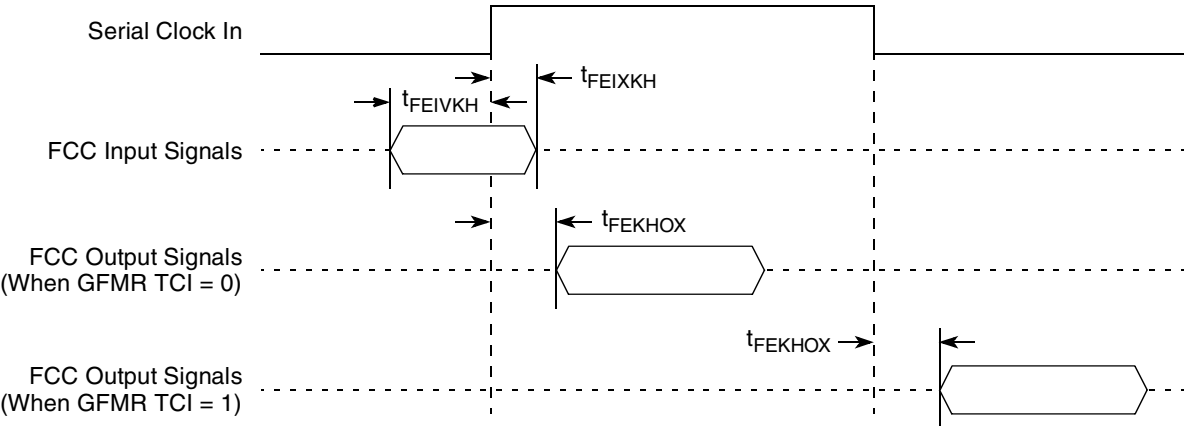 Serial Clock In
tFEIXKH
tFEIVKH
FCC Input Signals
tFEKHOX
FCC Output Signals
(When GFMR TCI = 0)
tFEKHOX
FCC Output Signals
(When GFMR TCI = 1)